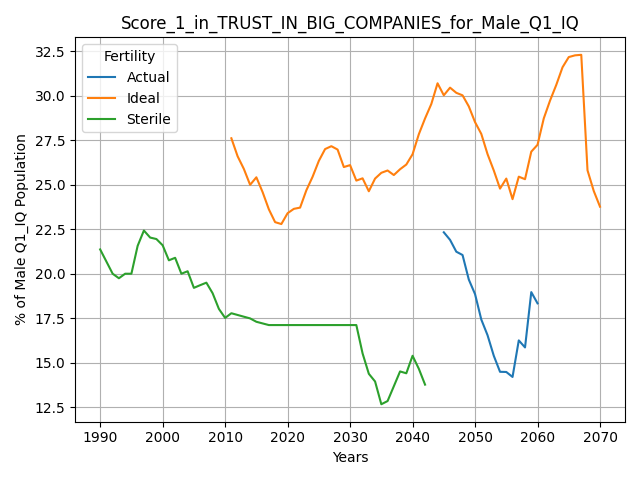 Score_1_in_TRUST_IN_BIG_COMPANIES_for_Male_Q1_IQ
Fertility
Actual
Ideal
Sterile
% of Male Q1_IQ Population
32.5
30.0
27.5
25.0
22.5
20.0
17.5
15.0
12.5
1990 2000 2010 2020 2030 2040 2050 2060 2070
Years